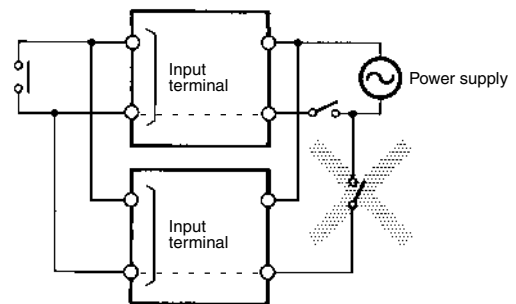 Input
terminal
Power supply
Input
terminal